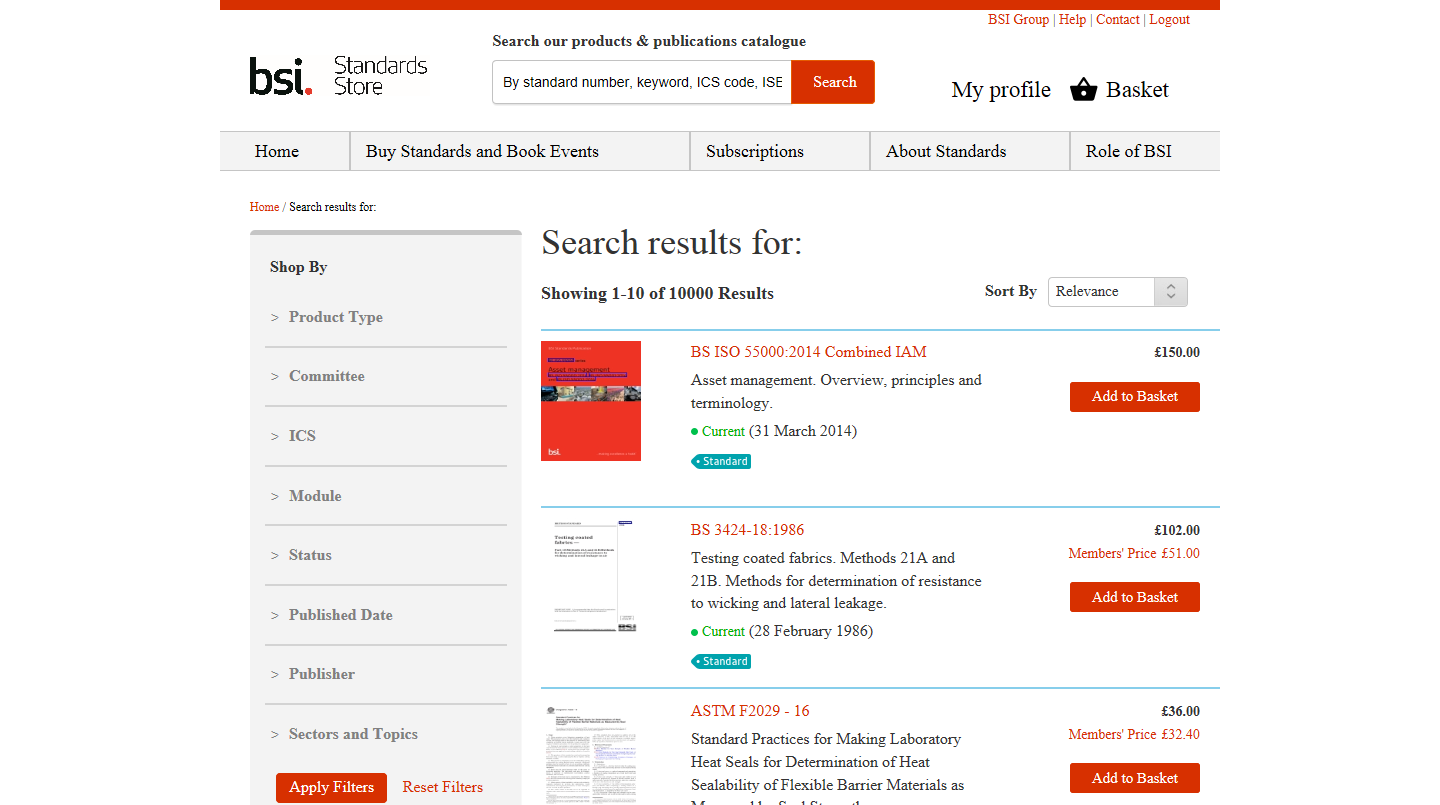 BSI Group | Help | Contact | Logout
Search our products & publications catalogue
bsi. Standards Store
By standard number, keyword, ICS code, ISE
Search
My profile
Basket
Home
Buy Standards and Book Events
Subscriptions
About Standards
Role of BSI
Home / Search results for:
Shop By
> Product Type
> Committee
> ICS
> Module
> Status
> Published Date
> Publisher
> Sectors and Topics
Apply Filters
Reset Filters
Search results for:
Showing 1-10 of 10000 Results
Sort By
Relevance
Asset management
bsi.
BS ISO 55000:2014 Combined IAM
£150.00
Asset management. Overview, principles and
terminology.
Add to Basket
Current (31 March 2014)
Standard
Testing coated
fabrics —
BS 3424-18:1986
£102.00
Members' Price £51.00
Testing coated fabrics. Methods 21A and
21B. Methods for determination of resistance
to wicking and lateral leakage.
Add to Basket
Current (28 February 1986)
Standard
ASTM F2029 - 16
£36.00
Members' Price £32.40
Standard Practices for Making Laboratory
Heat Seals for Determination of Heat
Sealability of Flexible Barrier Materials as
Measured by Seal Strength
Add to Basket